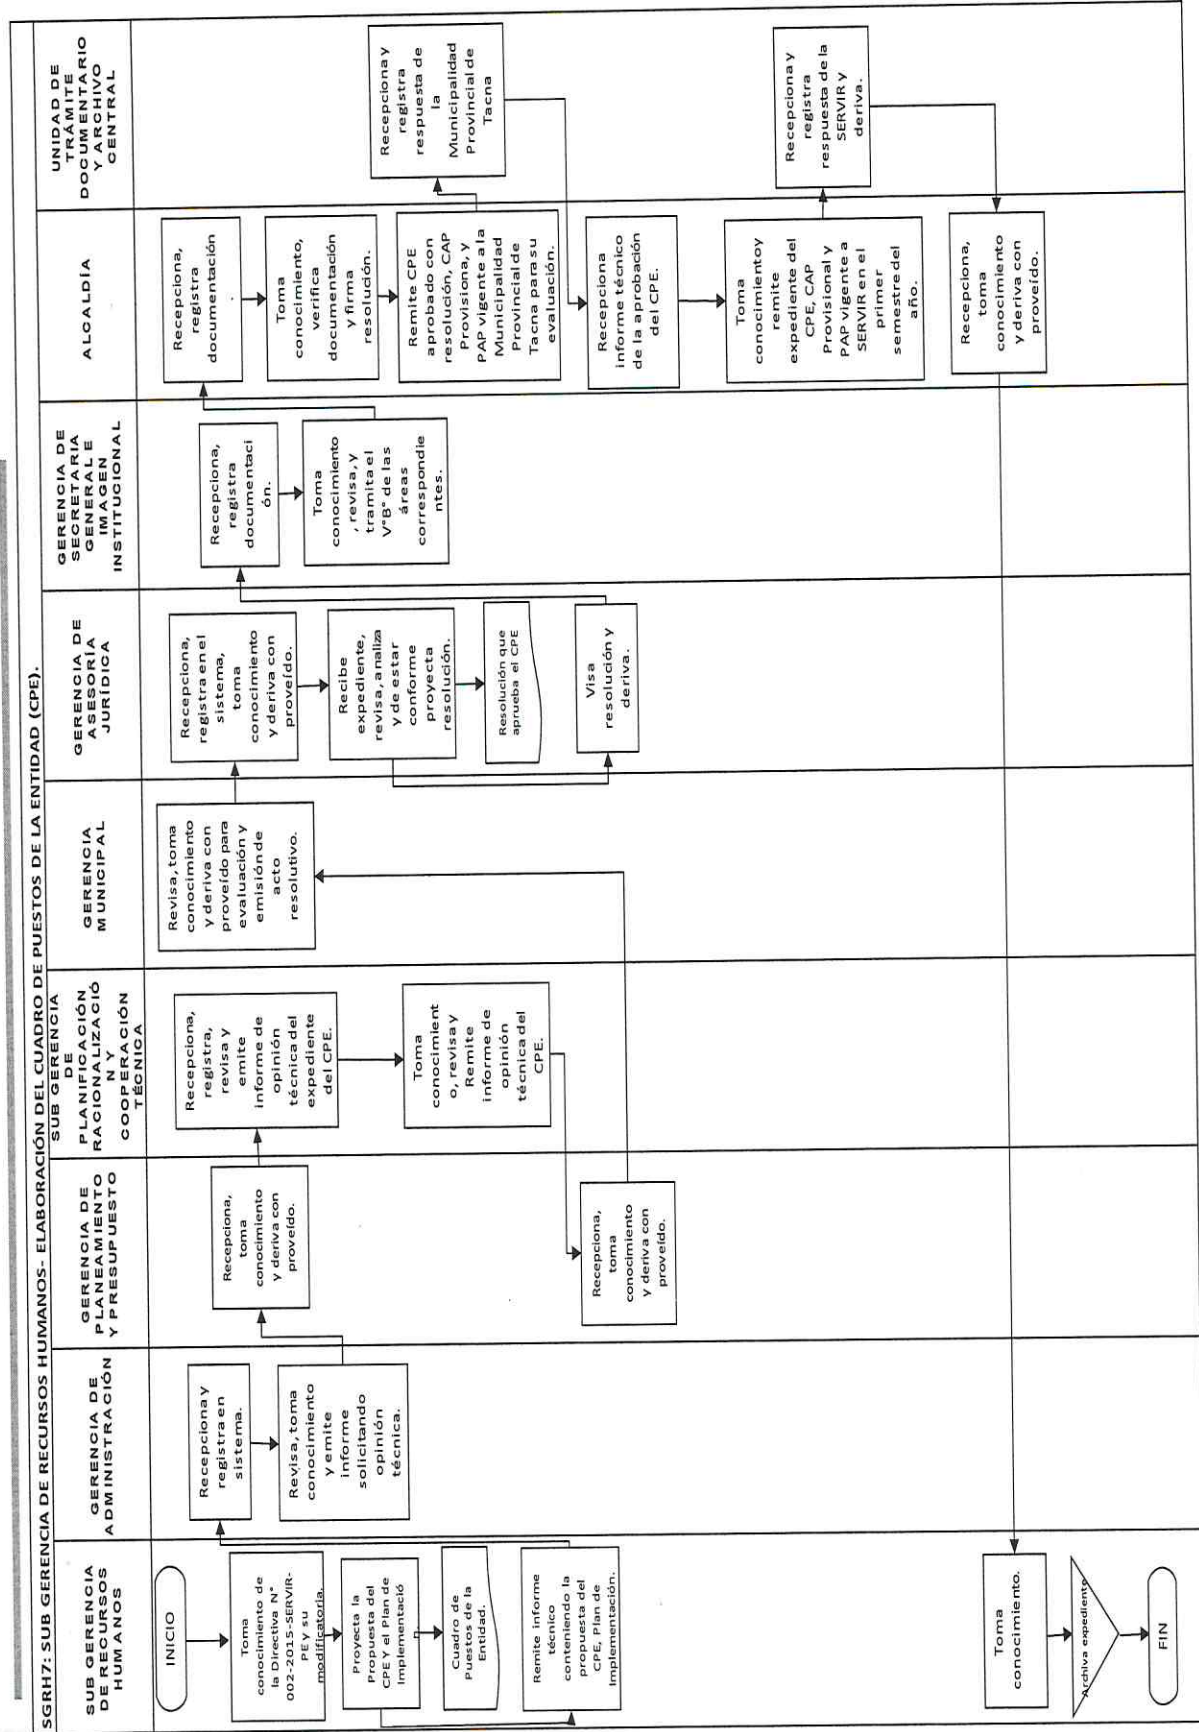 SGRH7: SUB GERENCIA DE RECURSOS HUMANOS- ELABORACIÓN DEL CUADRO DE PUESTOS DE LA ENTIDAD (CPE).
SUB GERENCIA
DE RECURSOS
HUMANOS
GERENCIA DE
ADMINISTRACIÓN
GERENCIA DE
PLANEAMIENTO
Y PRESUPUESTO
SUB GERENCIA
DE
PLANIFICACIÓN
RACIONALIZACIÓ
N Y
COOPERACIÓN
TÉCNICA
GERENCIA
MUNICIPAL
GERENCIA DE
ASESORÍA
JURÍDICA
GERENCIA DE
SECRETARIA
GENERAL E
IMAGEN
INSTITUCIONAL
ALCALDÍA
UNIDAD DE
TRÁMITE
DOCUMENTARIO
Y ARCHIVO
CENTRAL
INICIO
Toma
conocimiento de
la Directiva N°
002-2015-SERVIR-
PE y su
modificatoria.
Proyecta la
Propuesta del
CPE Y el Plan de
Implementació
Cuadro de
Puestos de la
Entidad.
Remite informe
técnico
conteniendo la
propuesta del
CPE, Plan de
Implementación.
Toma
conocimiento.
Archiva expediente
FIN
Recepciona y
registra en
sistema.
Revisa, toma
conocimiento
y emite
informe
solicitando
opinión
técnica.
Recepciona,
toma
conocimiento
y deriva con
proveído.
Recepciona,
toma
conocimiento
y deriva con
proveído.
Recepciona,
registra,
revisa y
emite
informe de
opinión
técnica del
expediente
del CPE.
Toma
conocimient
o, revisa y
Remite
informe de
opinión
técnica del
CPE.
Revisa, toma
conocimiento
y deriva con
proveído para
evaluación y
emisión de
acto
resolutivo.
Recepciona,
registra en el
sistema,
toma
conocimiento
y deriva con
proveído.
Recibe
expediente,
revisa, analiza
y de estar
conforme
proyecta
resolución.
Resolución que
aprueba el CPE
Visa
resolución y
deriva.
Recepciona,
registra
documentaci
ón.
Toma
conocimiento
, revisa, y
tramita el
V°B° de las
áreas
correspondie
ntes.
Recepciona,
registra
documentación
Toma
conocimiento,
verifica
documentación
y firma
resolución.
Remite CPE
aprobado con
resolución, CAP
Provisiona, y
PAP vigente a la
Municipalidad
Provincial de
Tacna para su
evaluación.
Recepciona
informe técnico
de la aprobación
del CPE.
Toma
conocimiento y
remite
expediente del
CPE, CAP
Provisional y
PAP vigente a
SERVIR en el
primer
semestre del
año.
Recepciona,
toma
conocimiento
y deriva con
proveído.
Recepciona y
registra
respuesta de
la
Municipalidad
Provincial de
Tacna
Recepciona y
registra
respuesta de la
SERVIR y
deriva.